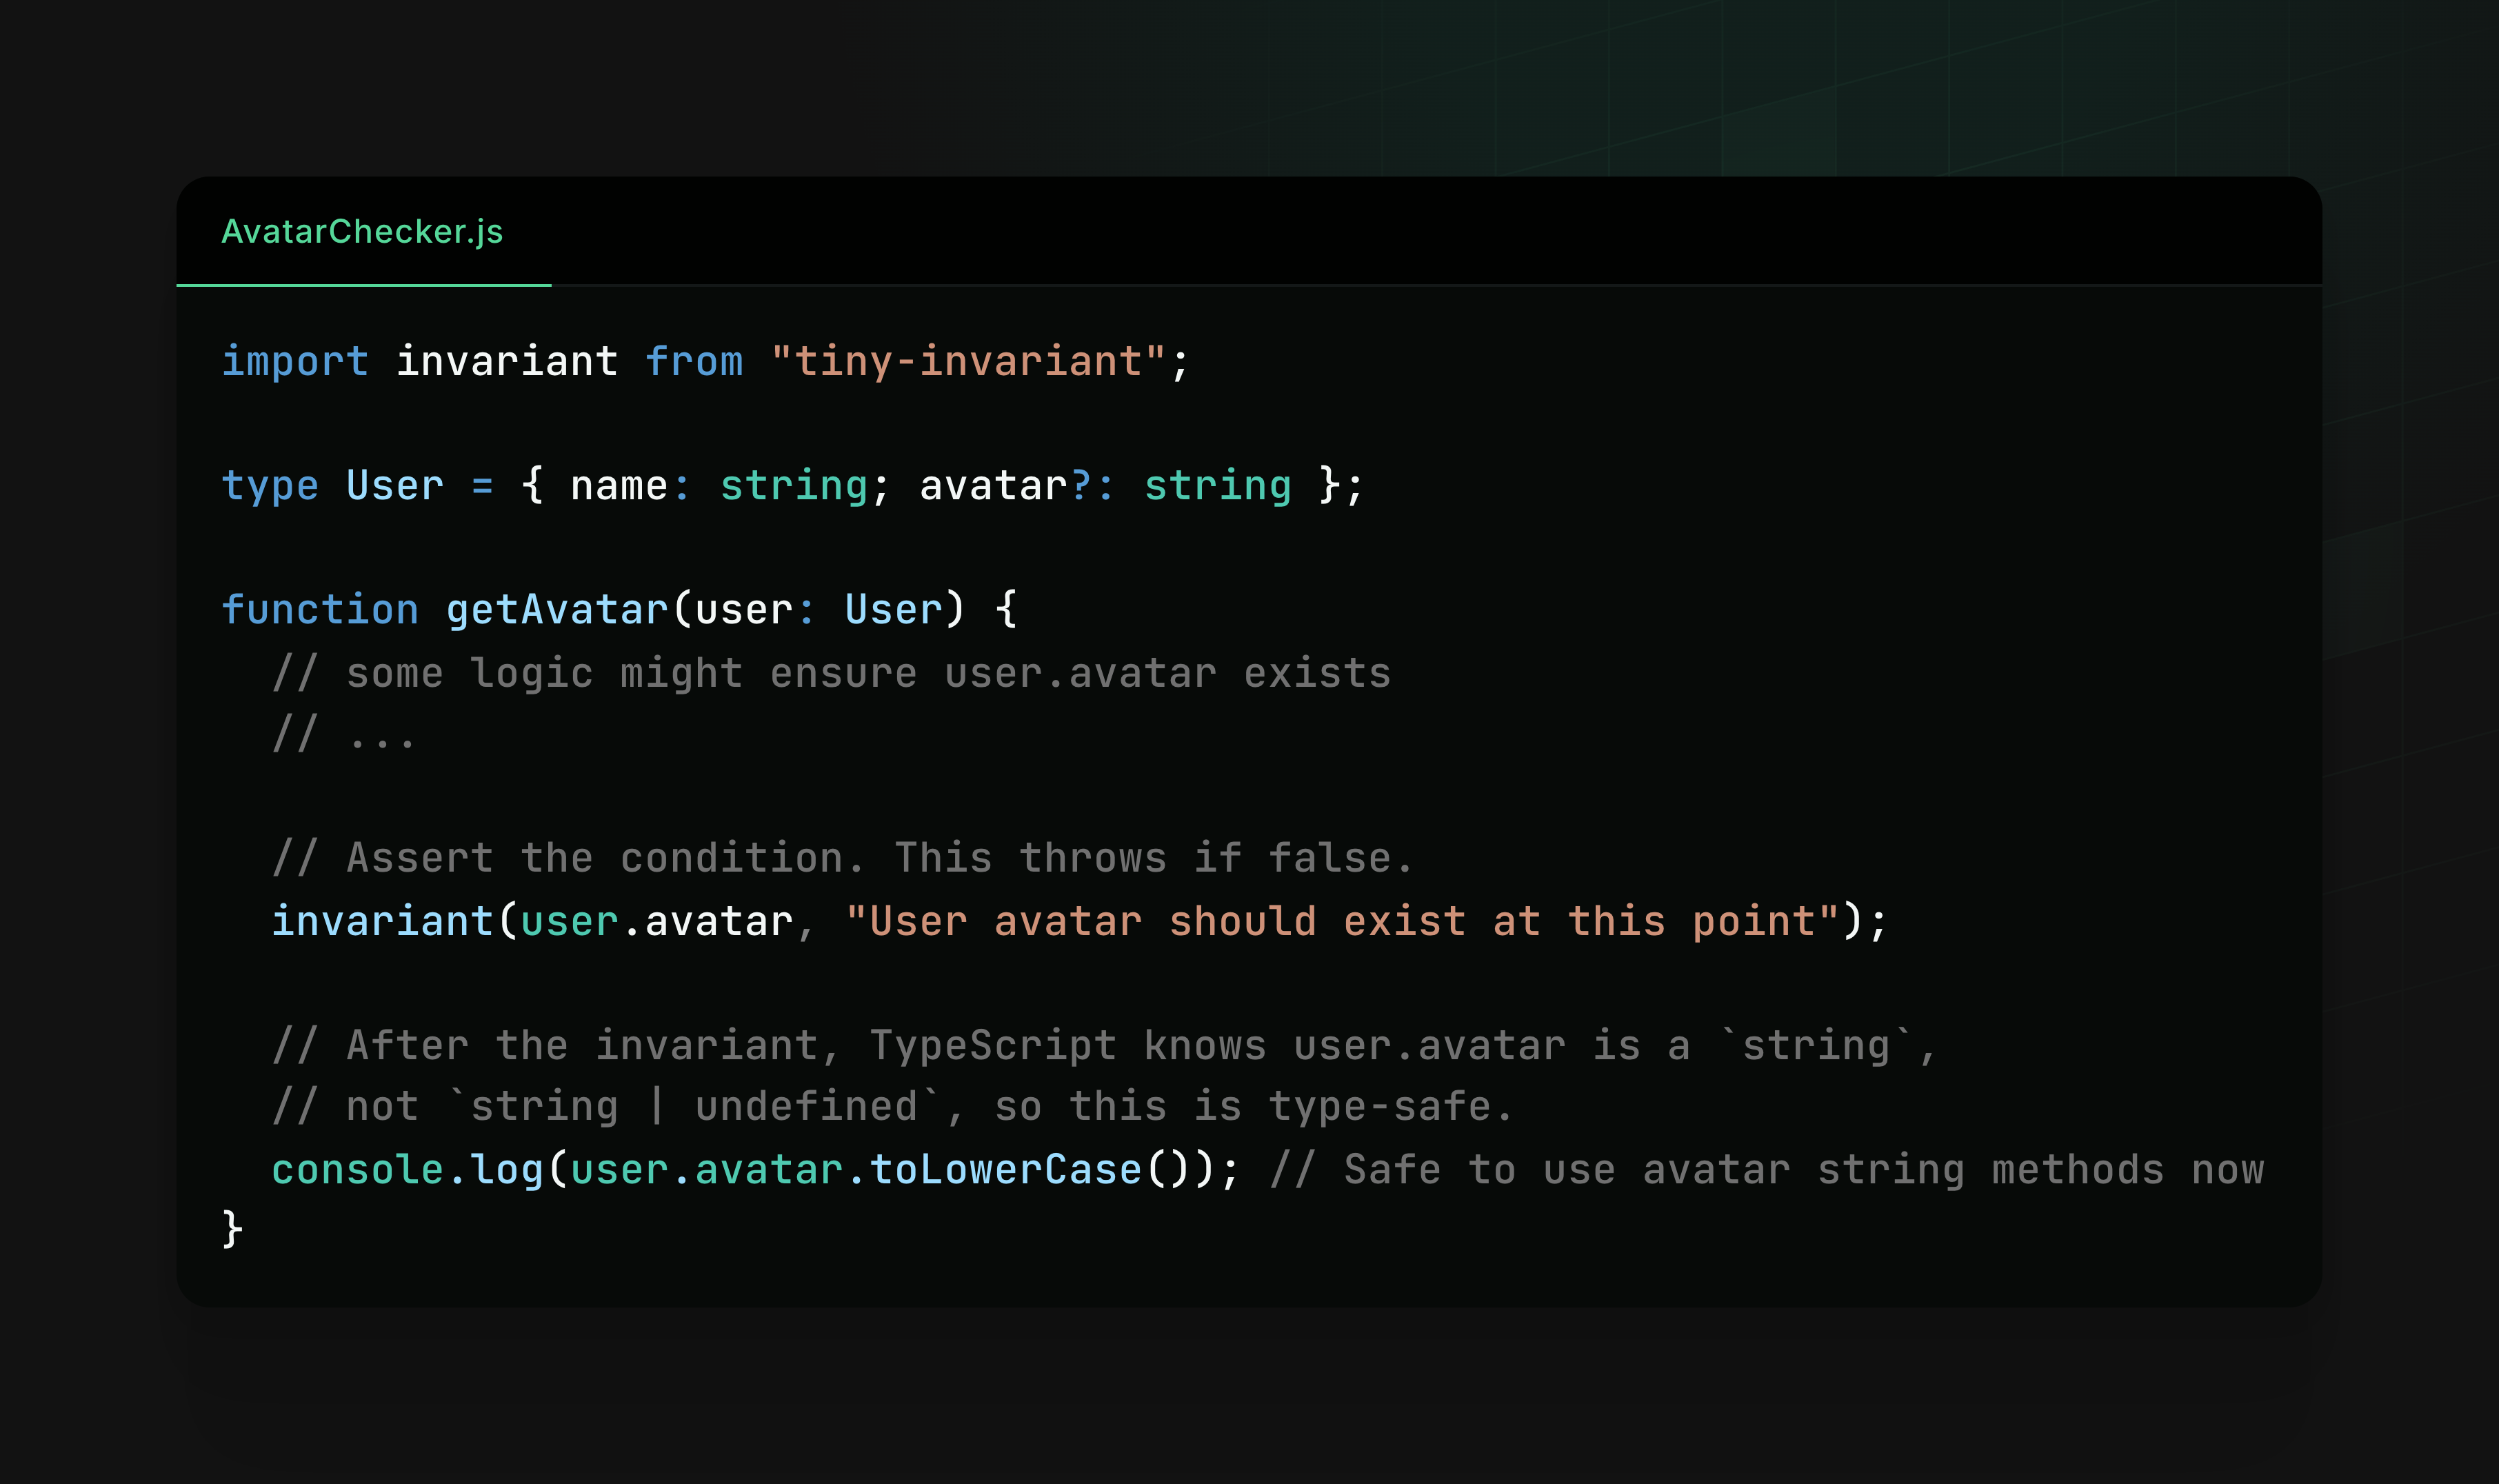 AvatarChecker.js
import invariant from "tiny-invariant";
type User = { name: string; avatar?: string };
function getAvatar(user: User) {
  // some logic might ensure user.avatar exists
  // ...
  // Assert the condition. This throws if false.
  invariant(user.avatar, "User avatar should exist at this point");
  // After the invariant, TypeScript knows user.avatar is a `string`,
  // not `string | undefined`, so this is type-safe.
  console.log(user.avatar.toLowerCase()); // Safe to use avatar string methods now
}